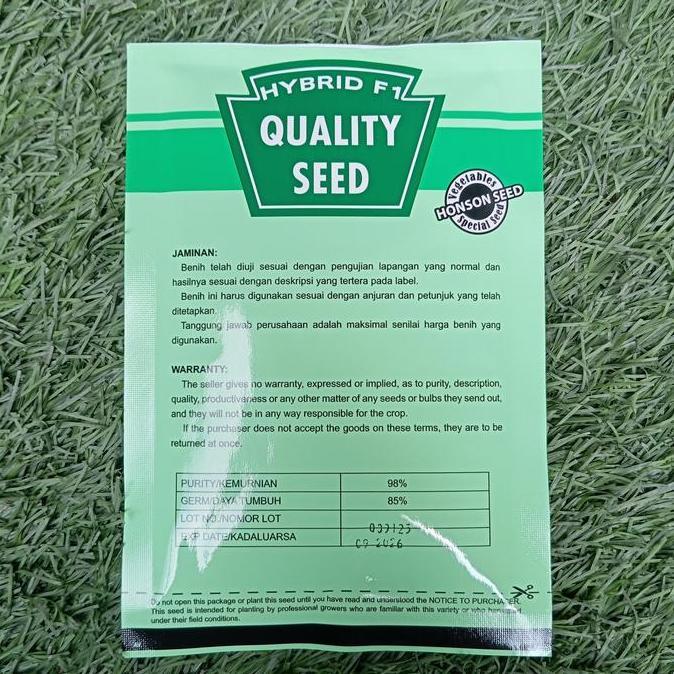 HYBRID F1
QUALITY
SEED
Vegetables
HONSON SEED
Special Seed
JAMINAN:
Benih telah diuji sesuai dengan pengujian lapangan yang normal dan
hasilnya sesuai dengan deskripsi yang tertera pada label.
Benih ini harus digunakan sesuai dengan anjuran dan petunjuk yang telah
ditetapkan.
Tanggung jawab perusahaan adalah maksimal senilai harga benih yang
digunakan.
WARRANTY:
The seller gives no warranty, expressed or implied, as to purity, description,
quality, productiveness or any other matter of any seeds or bulbs they send out,
and they will not be in any way responsible for the crop.
If the purchaser does not accept the goods on these terms, they are to be
returned at once.
PURITY/KEMURNIAN 98%
GERM/DAYA TUMBUH 85%
LOT NO./NOMOR LOT
EXP DATE/KADALUARSA 09 2026
Do not open this package or plant this seed until you have read and understood the NOTICE TO PURCHASER.
This seed is intended for planting by professional growers who are familiar with this variety or who
under their field conditions.